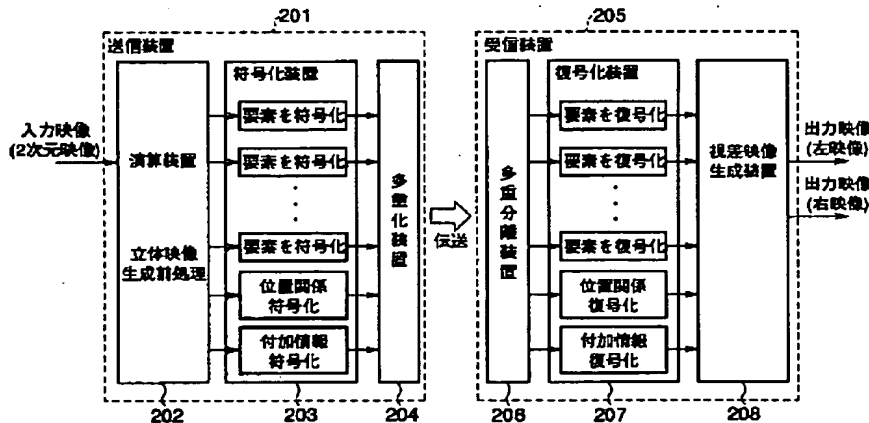 201
送信装置
入力映像
(2次元映像)
演算装置
立体映像
生成前処理
202
符号化装置
要素を符号化
要素を符号化
要素を符号化
位置関係
符号化
付加情報
符号化
203
多重化装置
204
伝送
205
受信装置
多重分離装置
206
復号化装置
要素を復号化
要素を復号化
要素を復号化
位置関係
復号化
付加情報
復号化
207
視差映像
生成装置
208
出力映像
(左映像)
出力映像
(右映像)